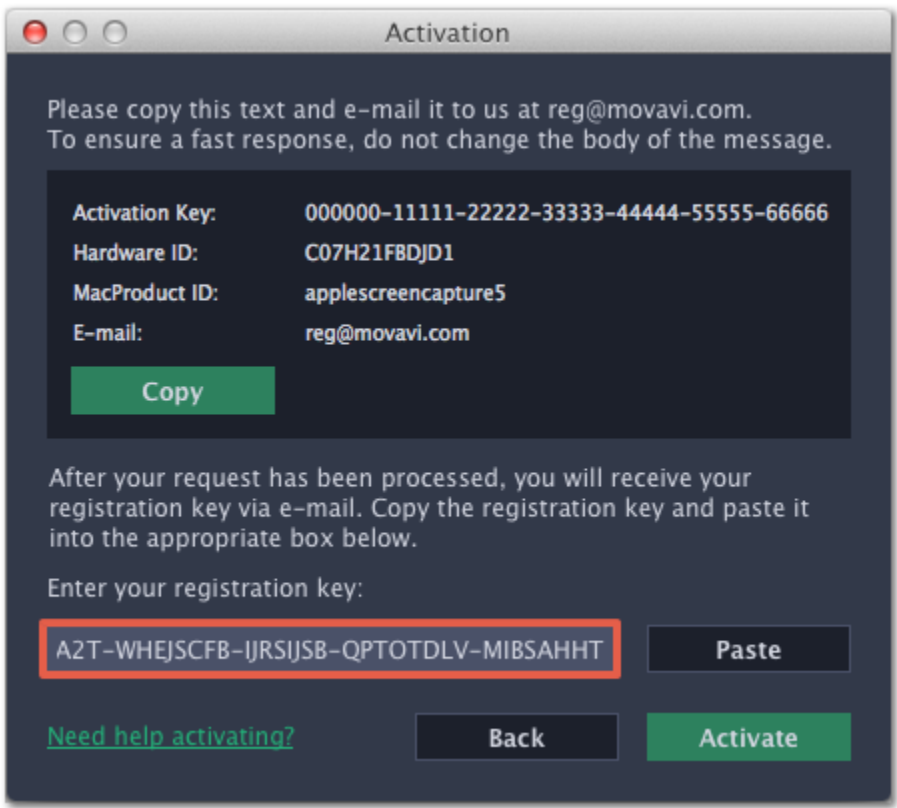 Activation
Please copy this text and e-mail it to us at reg@movavi.com.
To ensure a fast response, do not change the body of the message.
Activation Key: 000000-11111-22222-33333-44444-55555-66666
Hardware ID: C07H21FBDJD1
MacProduct ID: applescreencapture5
E-mail: reg@movavi.com
Copy
After your request has been processed, you will receive your
registration key via e-mail. Copy the registration key and paste it
into the appropriate box below.
Enter your registration key:
A2T-WHEJSCFB-IJRSIJSB-QPTOTDLV-MIBSAHHT Paste
Need help activating? Back Activate